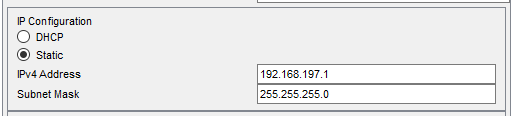 IP Configuration
DHCP
Static
IPv4 Address 192.168.197.1
Subnet Mask 255.255.255.0